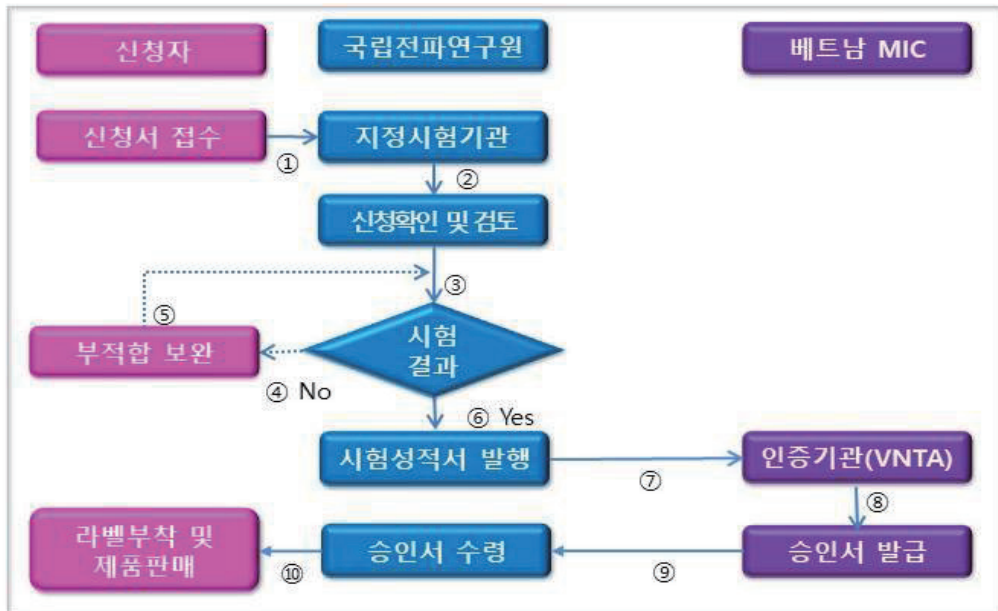 신청자
국립전파연구원
베트남 MIC
신청서 접수
지정시험기관
①
②
신청확인 및 검토
③
⑤
시험
결과
부적합 보완
④ No
⑥ Yes
시험성적서 발행
인증기관(VNTA)
⑦
⑧
라벨부착 및
제품판매
승인서 수령
승인서 발급
⑩
⑨